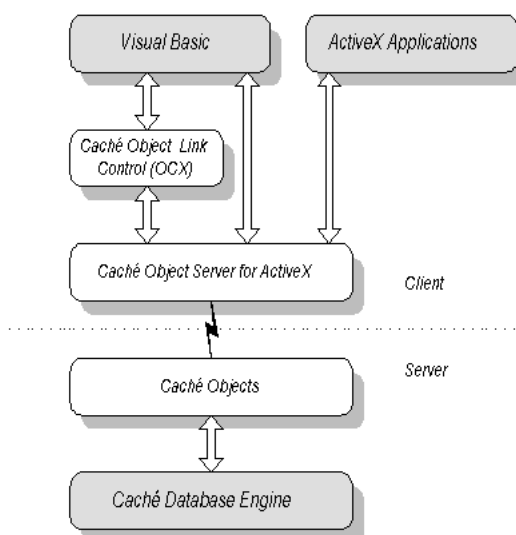 Visual Basic
ActiveX Applications
Caché Object Link
Control (OCX)
Caché Object Server for ActiveX
Client
Server
Caché Objects
Caché Database Engine